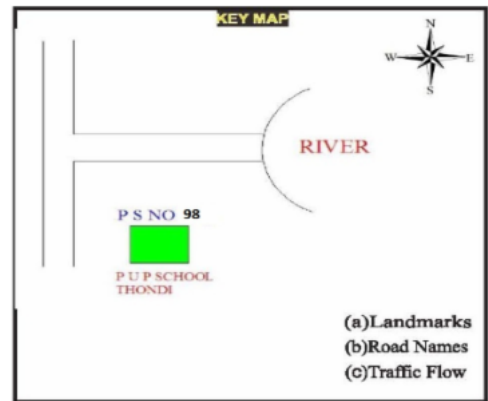 KEY MAP
N
W E
S
RIVER
P S NO 98
P U P SCHOOL
THONDI
(a)Landmarks
(b)Road Names
(c)Traffic Flow